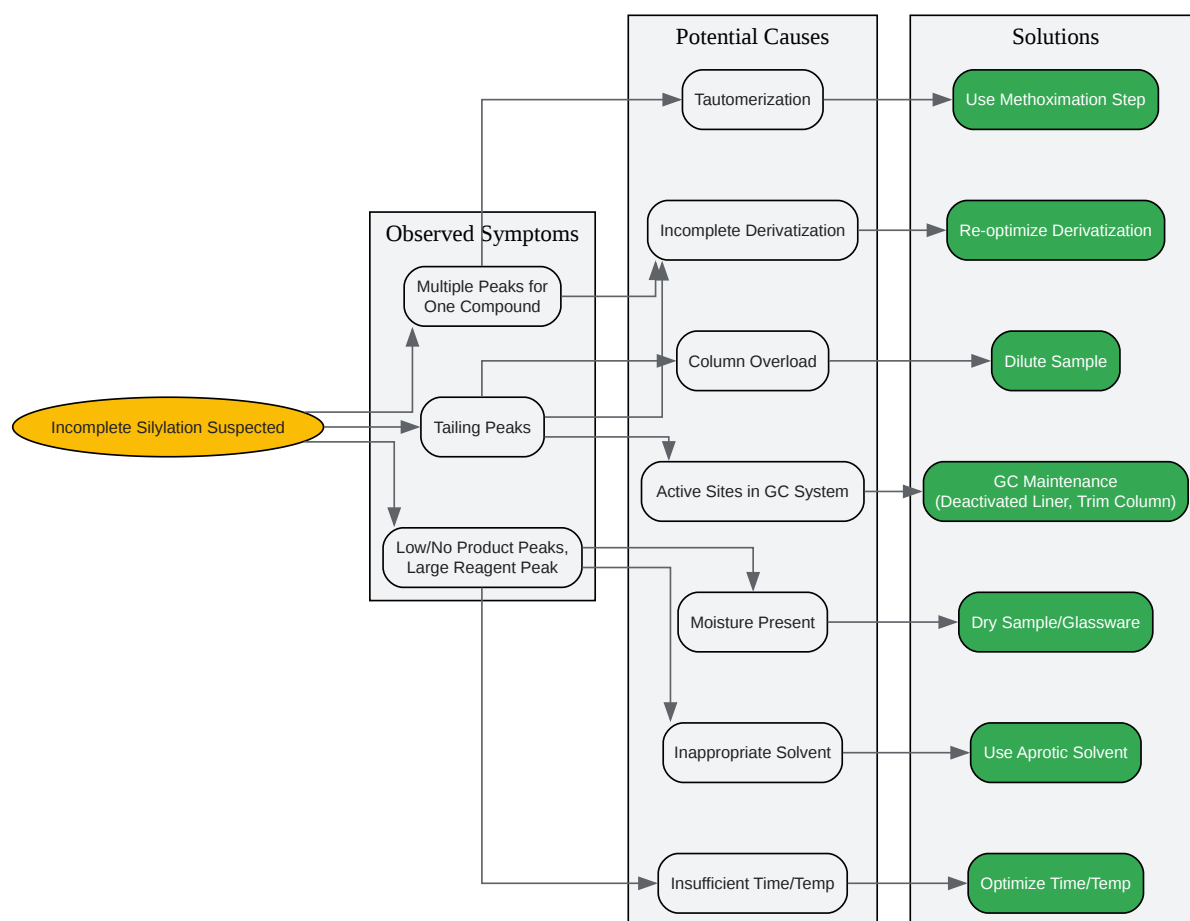 Potential Causes
Solutions
Tautomerization
Use Methoximation Step
Observed Symptoms
Incomplete Derivatization
Re-optimize Derivatization
Multiple Peaks for
One Compound
Column Overload
Dilute Sample
Incomplete Silylation Suspected
Tailing Peaks
Active Sites in GC System
GC Maintenance
(Deactivated Liner, Trim Column)
Low/No Product Peaks,
Large Reagent Peak
Moisture Present
Dry Sample/Glassware
Inappropriate Solvent
Use Aprotic Solvent
Insufficient Time/Temp
Optimize Time/Temp